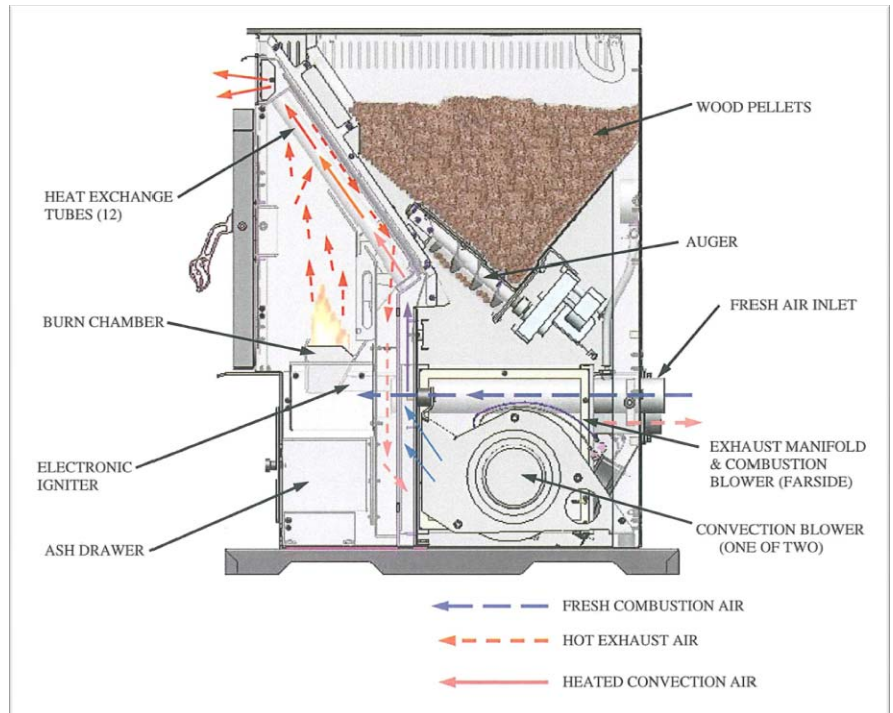 WOOD PELLETS
HEAT EXCHANGE
TUBES (12)
AUGER
FRESH AIR INLET
BURN CHAMBER
EXHAUST MANIFOLD
& COMBUSTION
BLOWER (FARSIDE)
ELECTRONIC
IGNITER
CONVECTION BLOWER
(ONE OF TWO)
ASH DRAWER
FRESH COMBUSTION AIR
HOT EXHAUST AIR
HEATED CONVECTION AIR